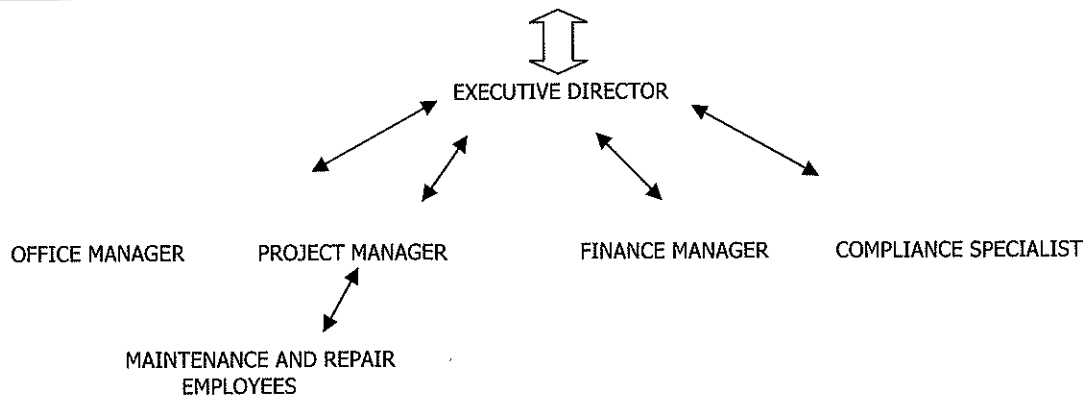 EXECUTIVE DIRECTOR
OFFICE MANAGER
PROJECT MANAGER
FINANCE MANAGER
COMPLIANCE SPECIALIST
MAINTENANCE AND REPAIR
EMPLOYEES